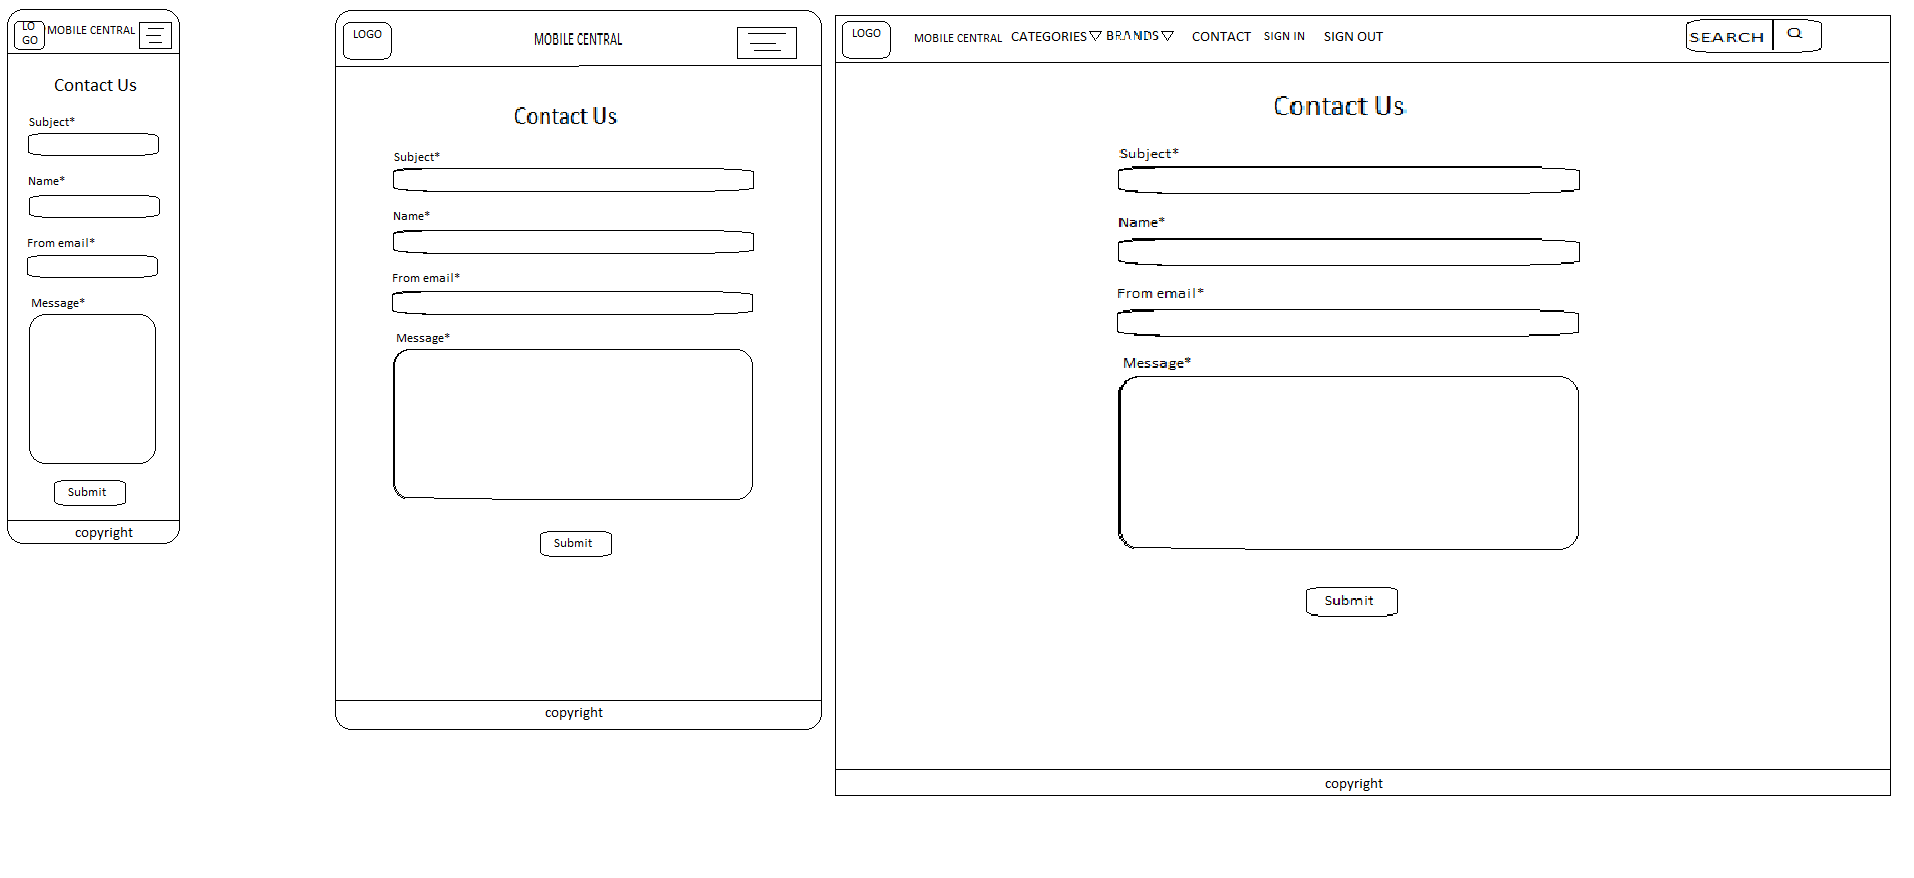 LO
GO
MOBILE CENTRAL
Contact Us
Subject*
Name*
From email*
Message*
Submit
copyright
LOGO
MOBILE CENTRAL
Contact Us
Subject*
Name*
From email*
Message*
Submit
copyright
LOGO MOBILE CENTRAL CATEGORIES BRANDS CONTACT SIGN IN SIGN OUT SEARCH
Contact Us
Subject*
Name*
From email*
Message*
Submit
copyright